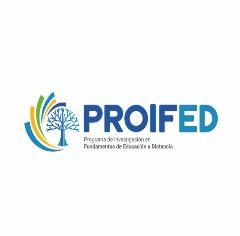 PROIFED
Programa de Investigación en
Fundamentos de Educación a Distancia